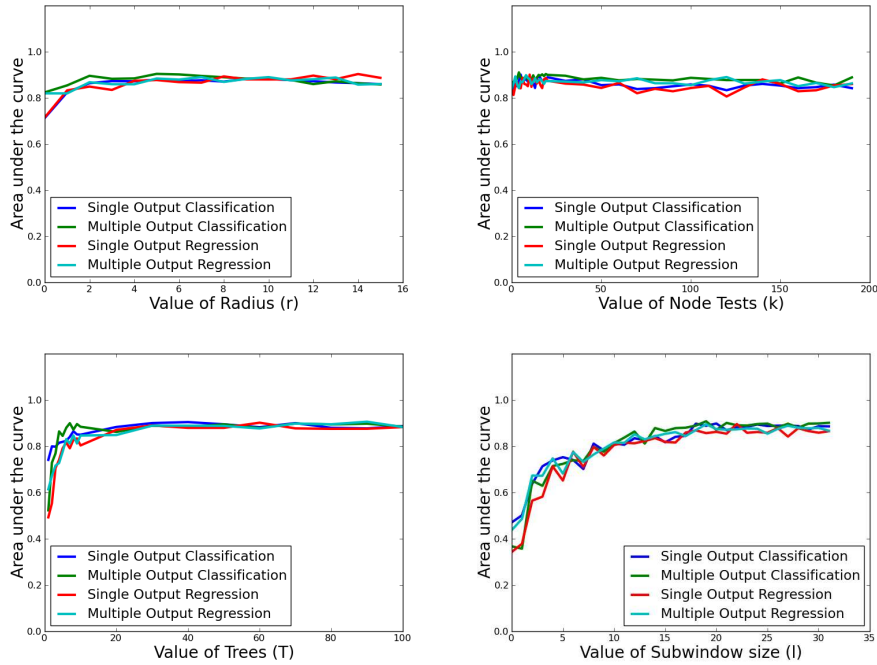 Area under the curve
1.0
0.8
0.6
0.4
0.2
0.0
Single Output Classification
Multiple Output Classification
Single Output Regression
Multiple Output Regression
0 2 4 6 8 10 12 14 16
Value of Radius (r)
Area under the curve
1.0
0.8
0.6
0.4
0.2
0.0
Single Output Classification
Multiple Output Classification
Single Output Regression
Multiple Output Regression
0 50 100 150 200
Value of Node Tests (k)
Area under the curve
1.0
0.8
0.6
0.4
0.2
0.0
Single Output Classification
Multiple Output Classification
Single Output Regression
Multiple Output Regression
0 20 40 60 80 100
Value of Trees (T)
Area under the curve
1.0
0.8
0.6
0.4
0.2
0.0
Single Output Classification
Multiple Output Classification
Single Output Regression
Multiple Output Regression
0 5 10 15 20 25 30 35
Value of Subwindow size (l)